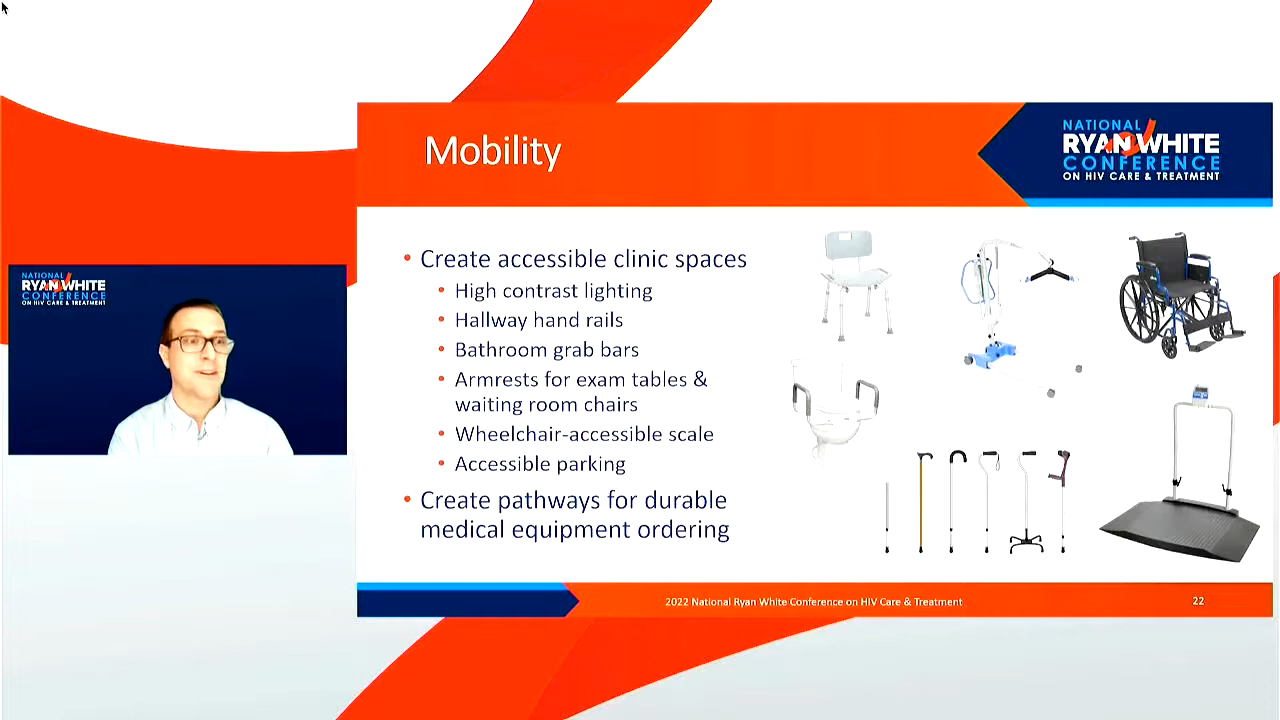 Mobility
NATIONAL
RYAN WHITE
CONFERENCE
ON HIV CARE & TREATMENT
• Create accessible clinic spaces
• High contrast lighting
• Hallway hand rails
• Bathroom grab bars
• Armrests for exam tables &
waiting room chairs
• Wheelchair-accessible scale
• Accessible parking
• Create pathways for durable
medical equipment ordering
2022 National Ryan White Conference on HIV Care & Treatment
22
NATIONAL
RYAN WHITE
CONFERENCE
ON HIV CARE & TREATMENT